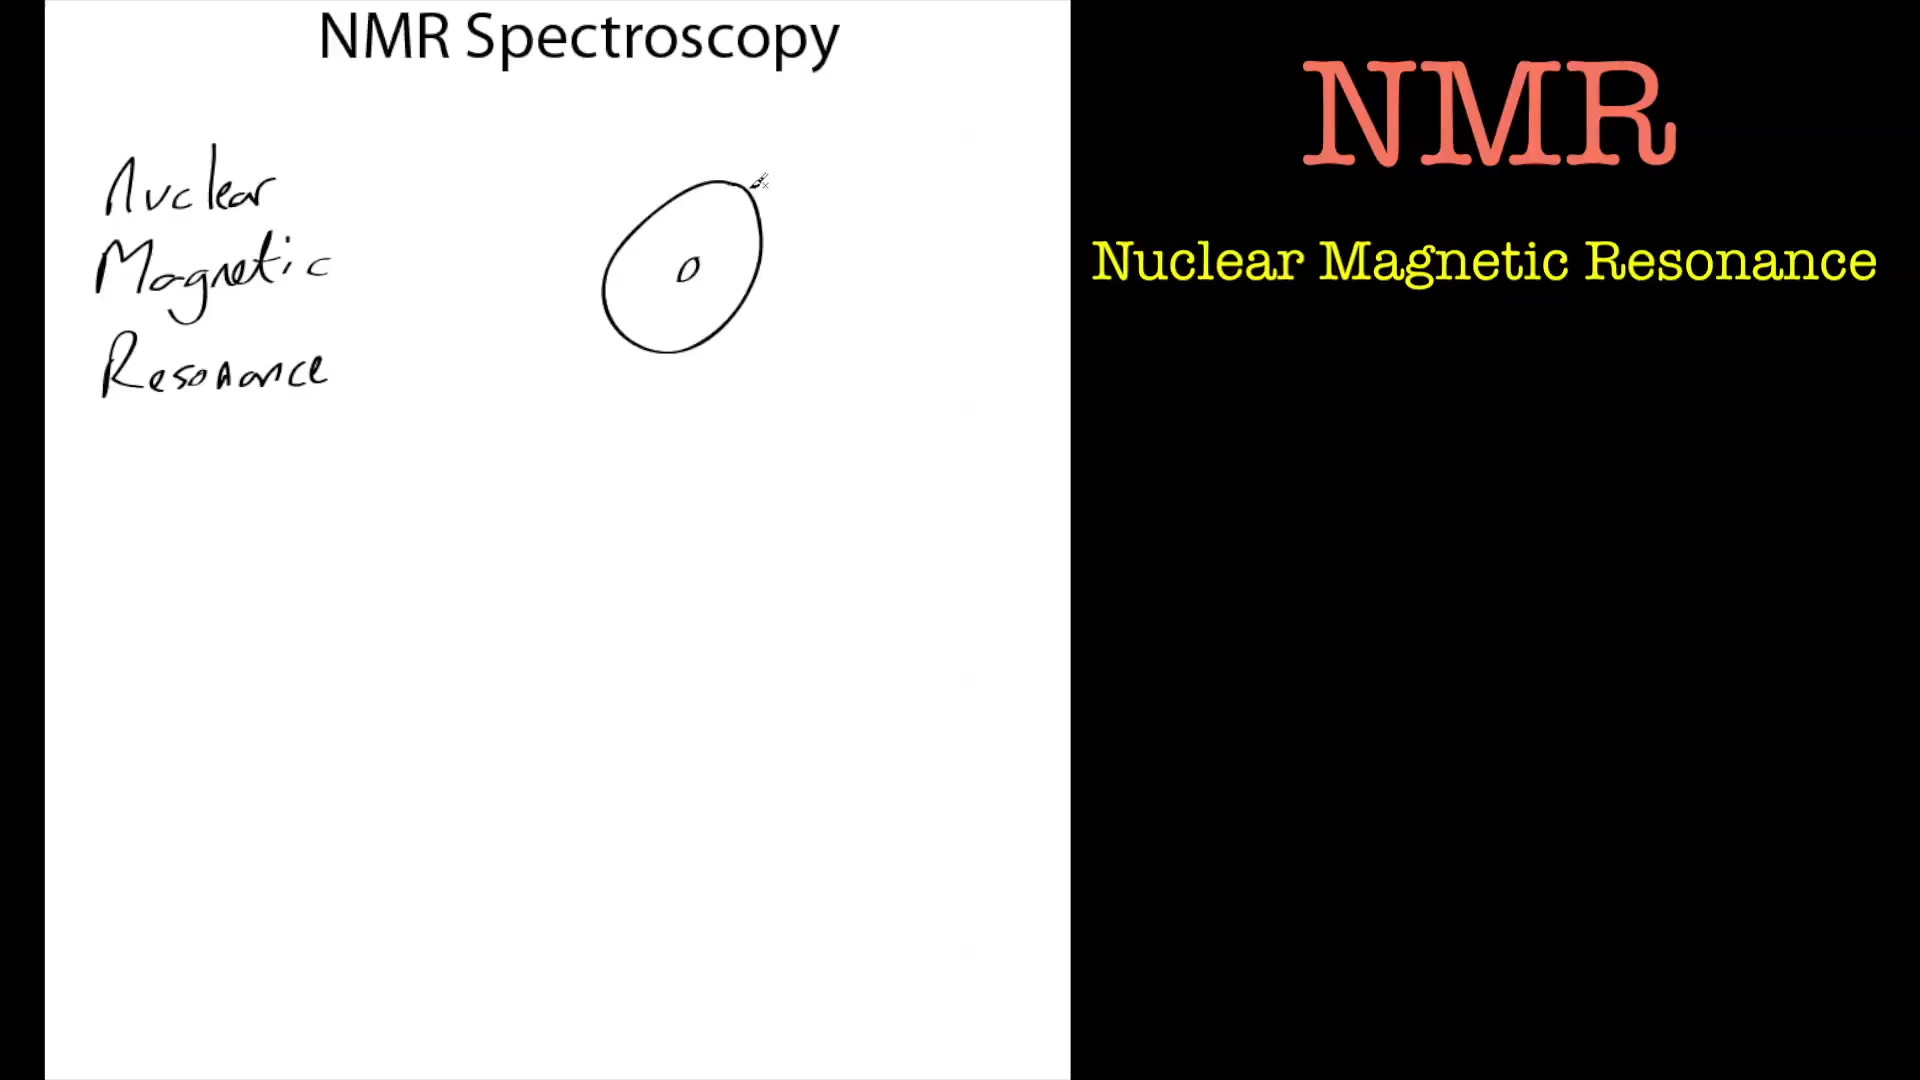 NMR Spectroscopy
Nuclear
Magnetic
Resonance
NMR
Nuclear Magnetic Resonance